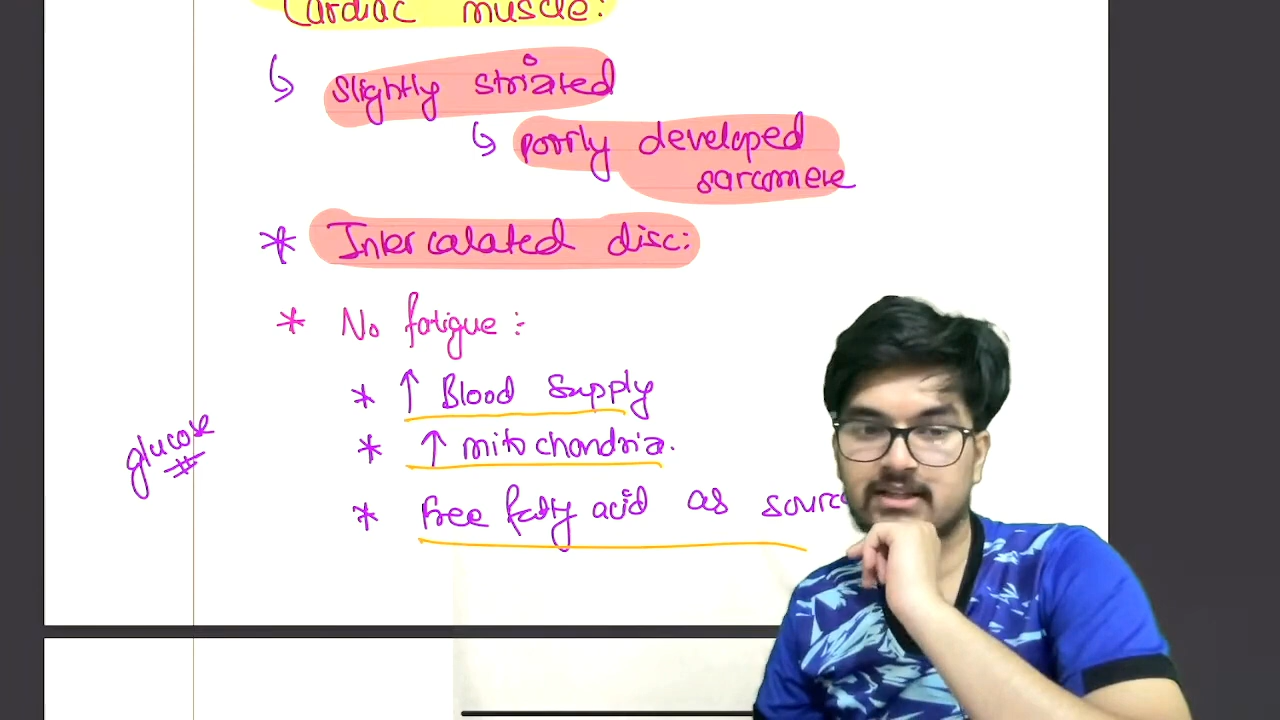 Cardiac muscle:
↳ Slightly striated
↳ poorly developed
sarcomere
* Intercalated disc:
* No fatigue:
* ↑ Blood supply
* ↑ mitochondria.
glucose
* Free fatty acid as